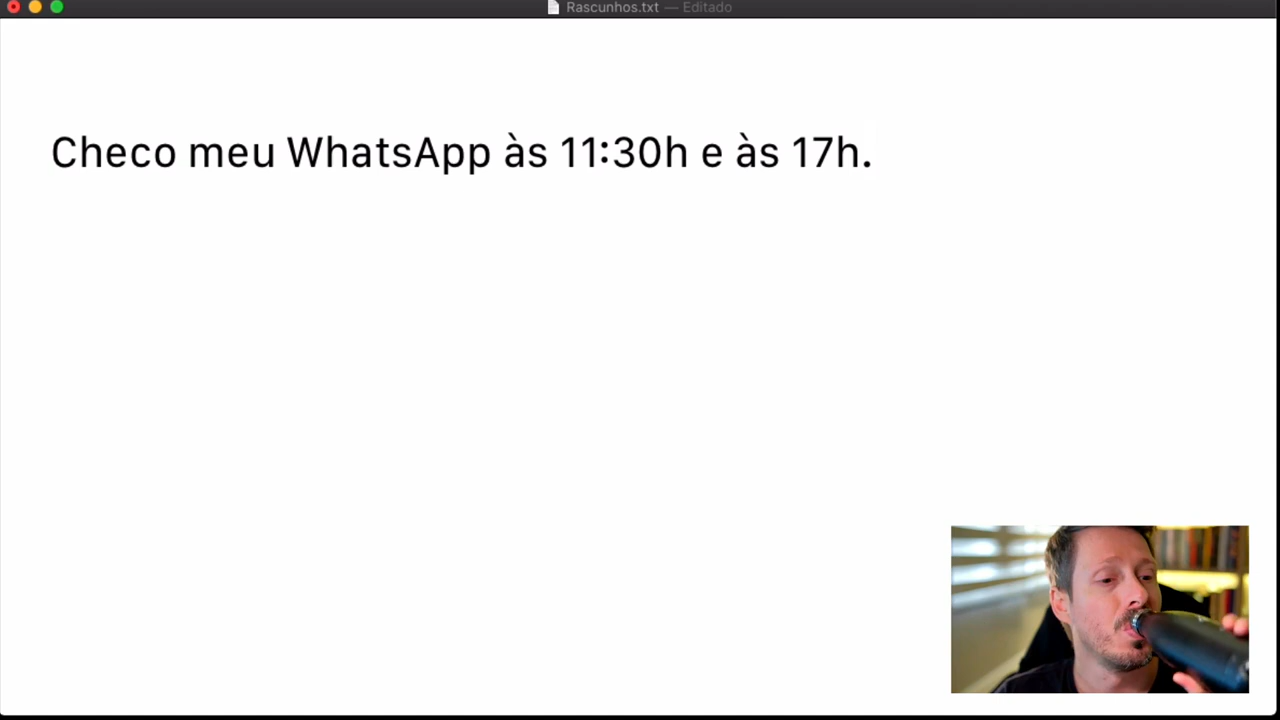 Rascunhos.txt — Editado
Checo meu WhatsApp às 11:30h e às 17h.